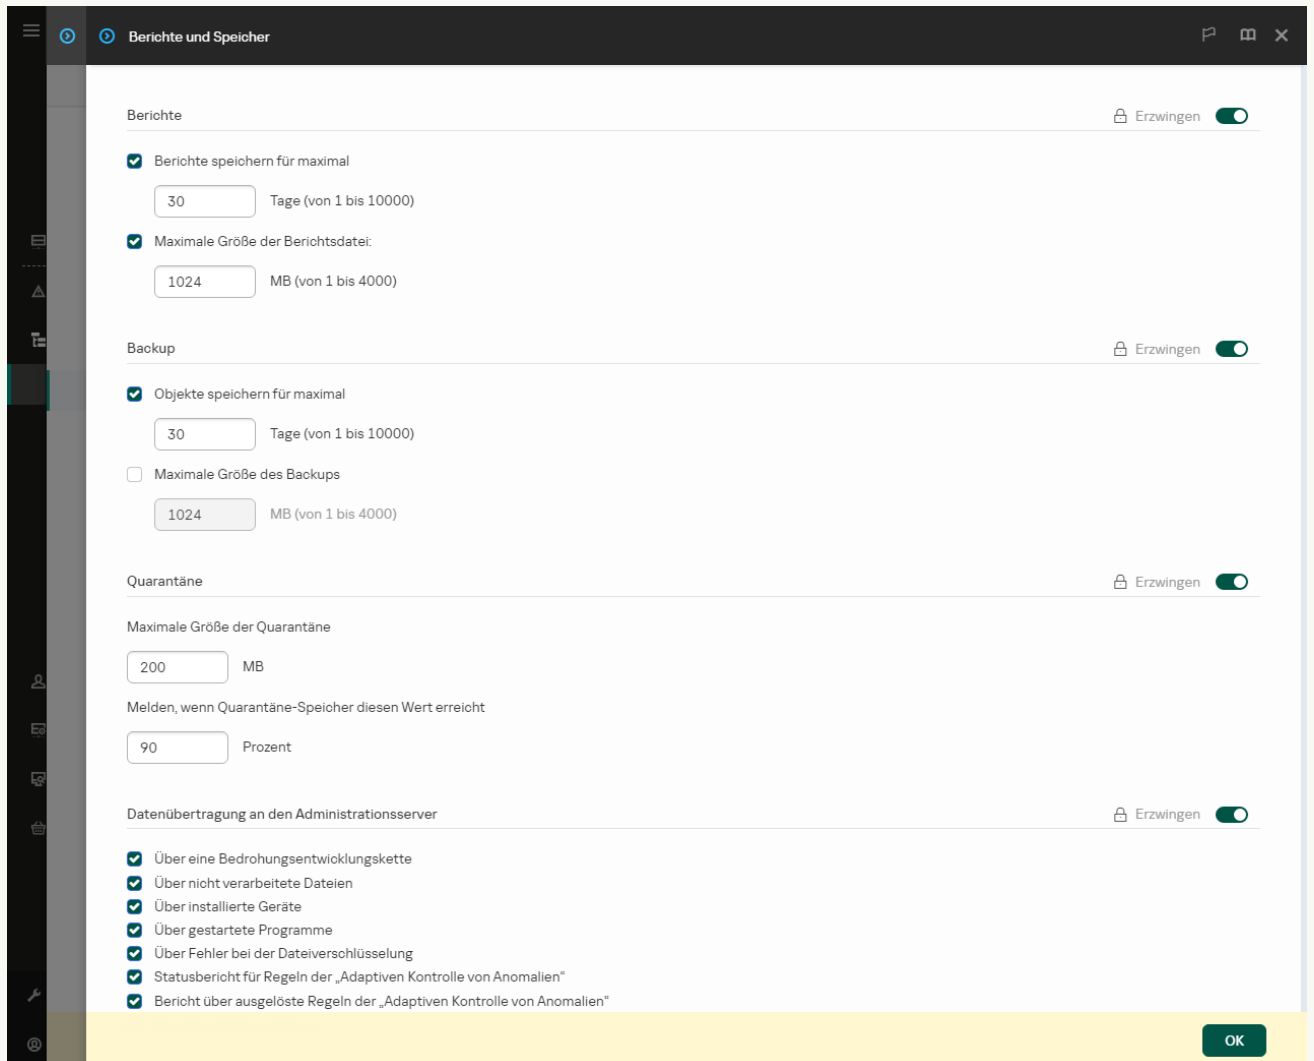 Berichte und Speicher
Berichte Erzwingen
Berichte speichern für maximal
30 Tage (von 1 bis 10000)
Maximale Größe der Berichtsdatei:
1024 MB (von 1 bis 4000)
Backup Erzwingen
Objekte speichern für maximal
30 Tage (von 1 bis 10000)
Maximale Größe des Backups
1024 MB (von 1 bis 4000)
Quarantäne Erzwingen
Maximale Größe der Quarantäne
200 MB
Melden, wenn Quarantäne-Speicher diesen Wert erreicht
90 Prozent
Datenübertragung an den Administrationsserver Erzwingen
Über eine Bedrohungsentwicklungskette
Über nicht verarbeitete Dateien
Über installierte Geräte
Über gestartete Programme
Über Fehler bei der Dateiverschlüsselung
Statusbericht für Regeln der „Adaptiven Kontrolle von Anomalien“
Bericht über ausgelöste Regeln der „Adaptiven Kontrolle von Anomalien“
OK